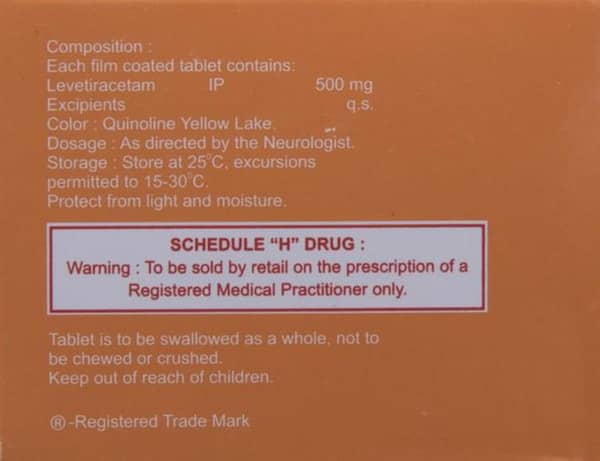 Composition :
Each film coated tablet contains:
Levetiracetam IP 500 mg
Excipients q.s.
Color : Quinoline Yellow Lake
Dosage : As directed by the Neurologist.
Storage : Store at 25°C, excursions
permitted to 15-30°C.
Protect from light and moisture.
SCHEDULE “H” DRUG :
Warning : To be sold by retail on the prescription of a
Registered Medical Practitioner only.
Tablet is to be swallowed as a whole, not to
be chewed or crushed.
Keep out of reach of children.
®-Registered Trade Mark